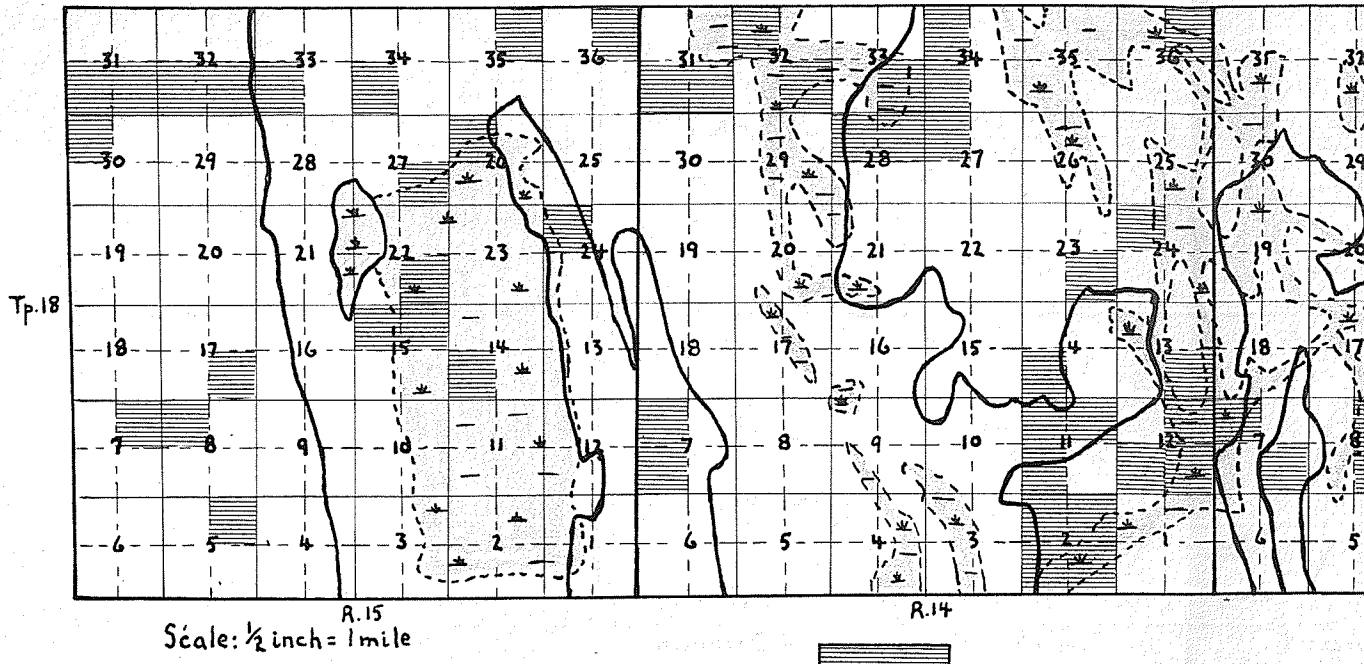 31 32 33 34 35 36 31 32 33 34 35 36 31 32
30 29 28 27 26 25 30 29 28 27 26 25 30 29
19 20 21 22 23 24 19 20 21 22 23 24 19 20
Tp.18
18 17 16 15 14 13 18 17 16 15 4 13 18 17
7 8 9 10 11 12 7 8 9 10 11 12 7 8
6 5 4 3 2 1 6 5 4 3 2 1 6 5
R.15 R.14
Scale: ½ inch = 1 mile